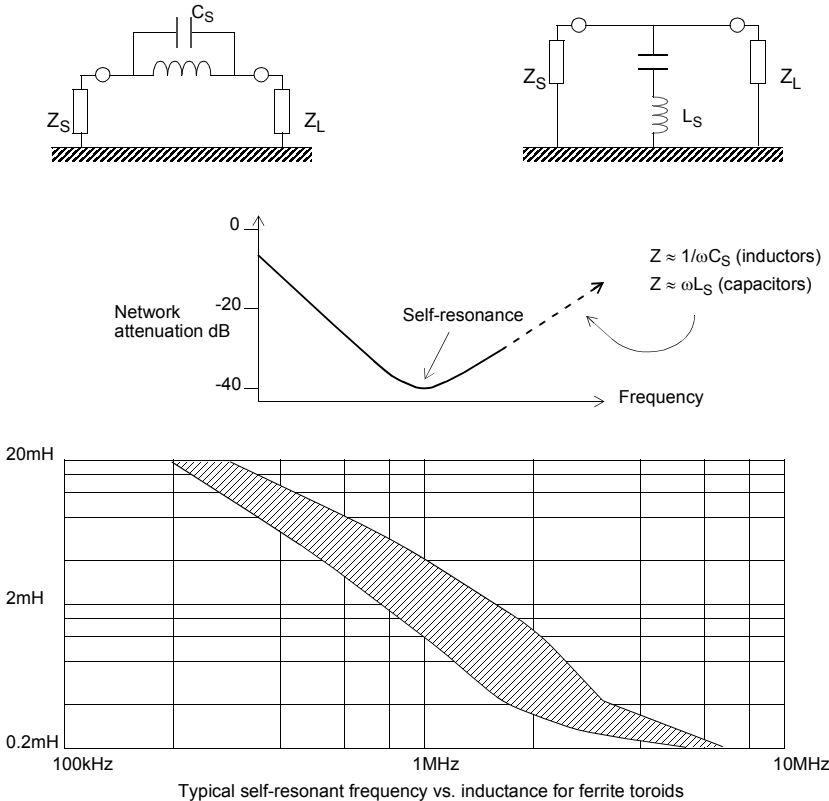 C_S
Z_S
Z_L
Z_S
L_S
Z_L
0
-20
-40
Network
attenuation dB
Self-resonance
Z ≈ 1/ωC_S (inductors)
Z ≈ ωL_S (capacitors)
Frequency
20mH
2mH
0.2mH
100kHz
1MHz
10MHz
Typical self-resonant frequency vs. inductance for ferrite toroids